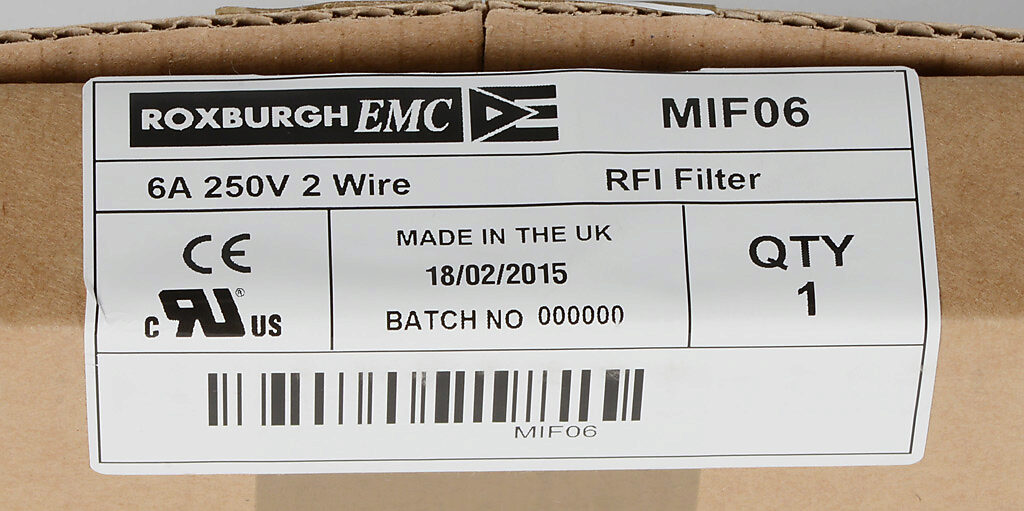 ROXBURGH EMC
MIF06
6A 250V 2 Wire
RFI Filter
CE
c RU ® US
MADE IN THE UK
18/02/2015
BATCH NO 000000
QTY
1
MIF06